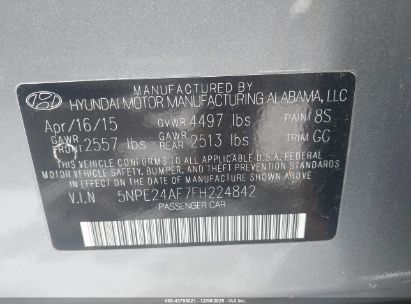 MANUFACTURED BY
HYUNDAI MOTOR MANUFACTURING ALABAMA, LLC
Apr/16/15 GVWR 4497 lbs PAINT 8S
GAWR FRONT 2557 lbs GAWR REAR 2513 lbs TRIM GG
THIS VEHICLE CONFORMS TO ALL APPLICABLE U.S.A. FEDERAL
MOTOR VEHICLE SAFETY, BUMPER, AND THEFT PREVENTION STANDARDS
IN EFFECT ON THE DATE OF MANUFACTURE SHOWN ABOVE.
V.I.N 5NPE24AF7FH224842
PASSENGER CAR